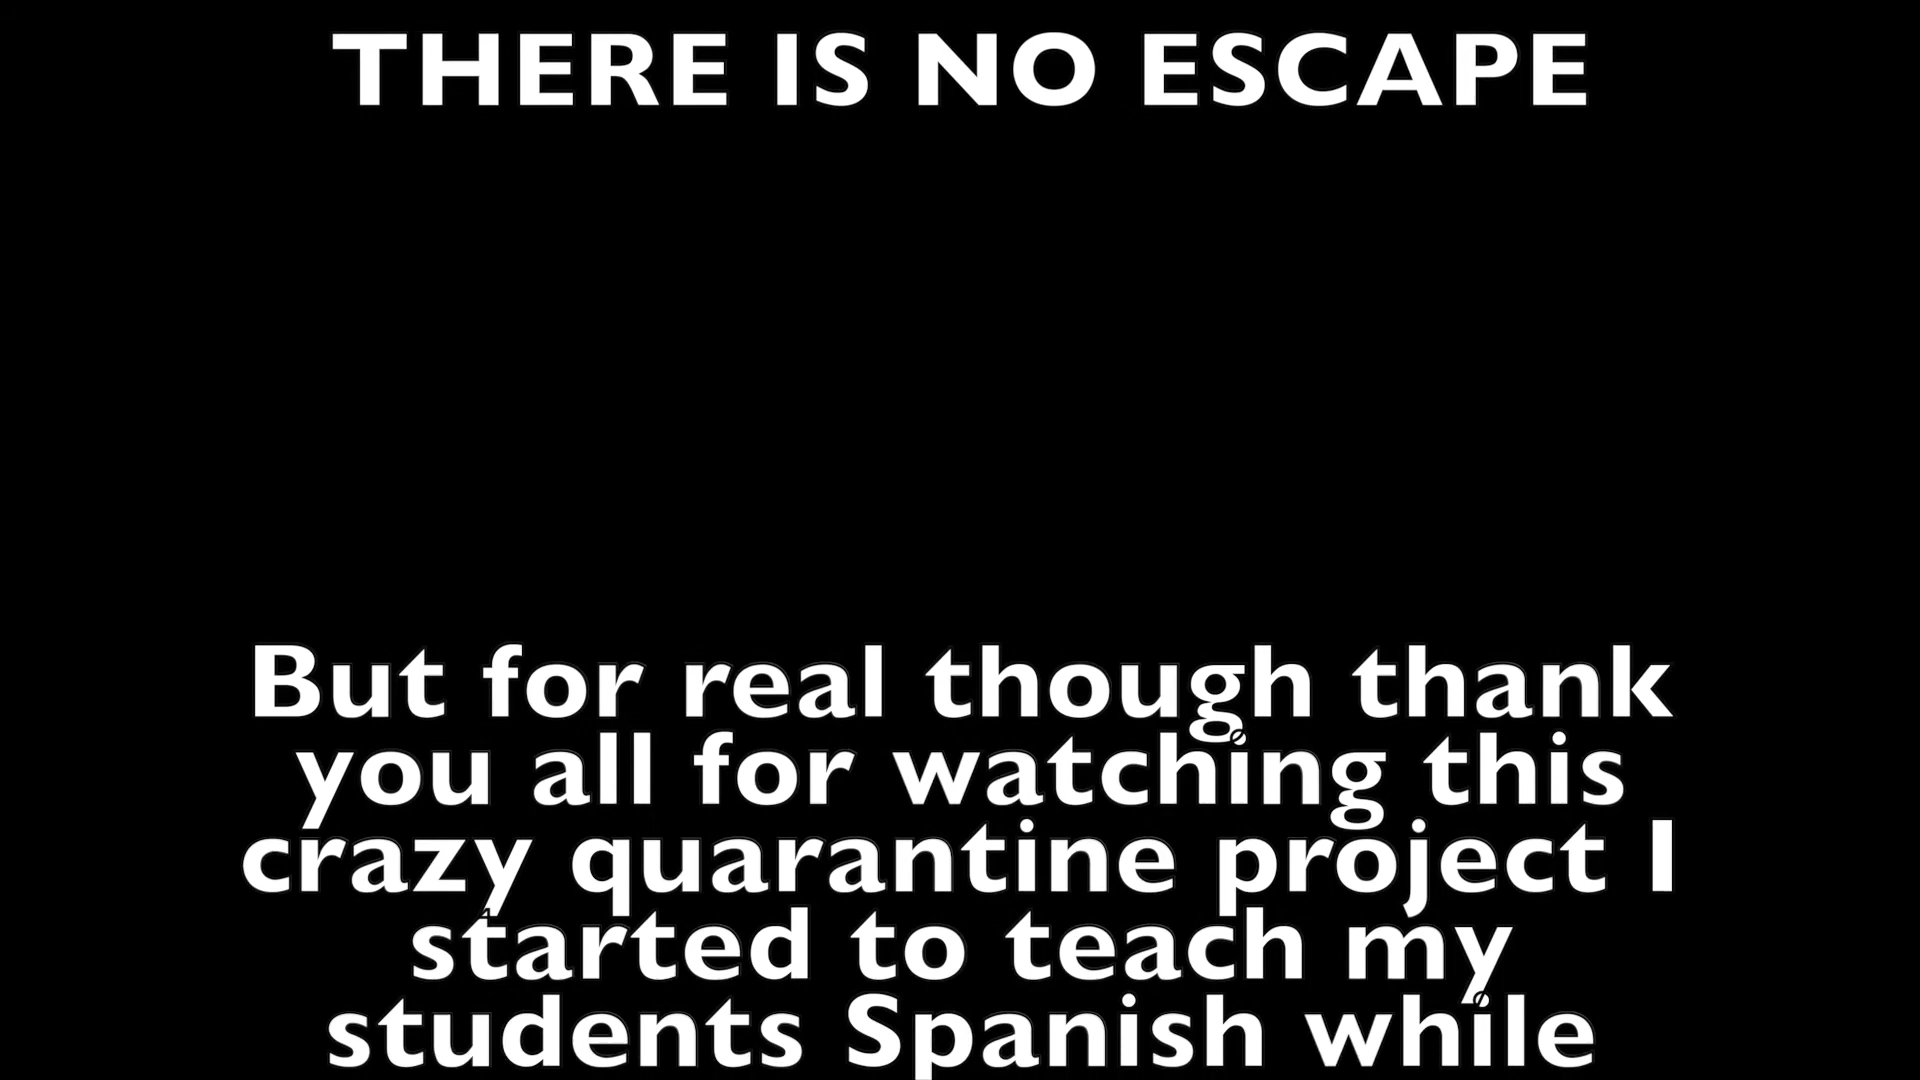 THERE IS NO ESCAPE
But for real though thank
you all for watching this
crazy quarantine project I
started to teach my
students Spanish while